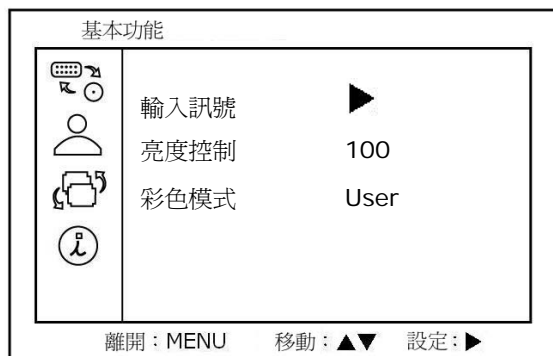 基本功能
輸入訊號 ▶
亮度控制 100
彩色模式 User
離開：MENU 移動：▲▼ 設定：▶